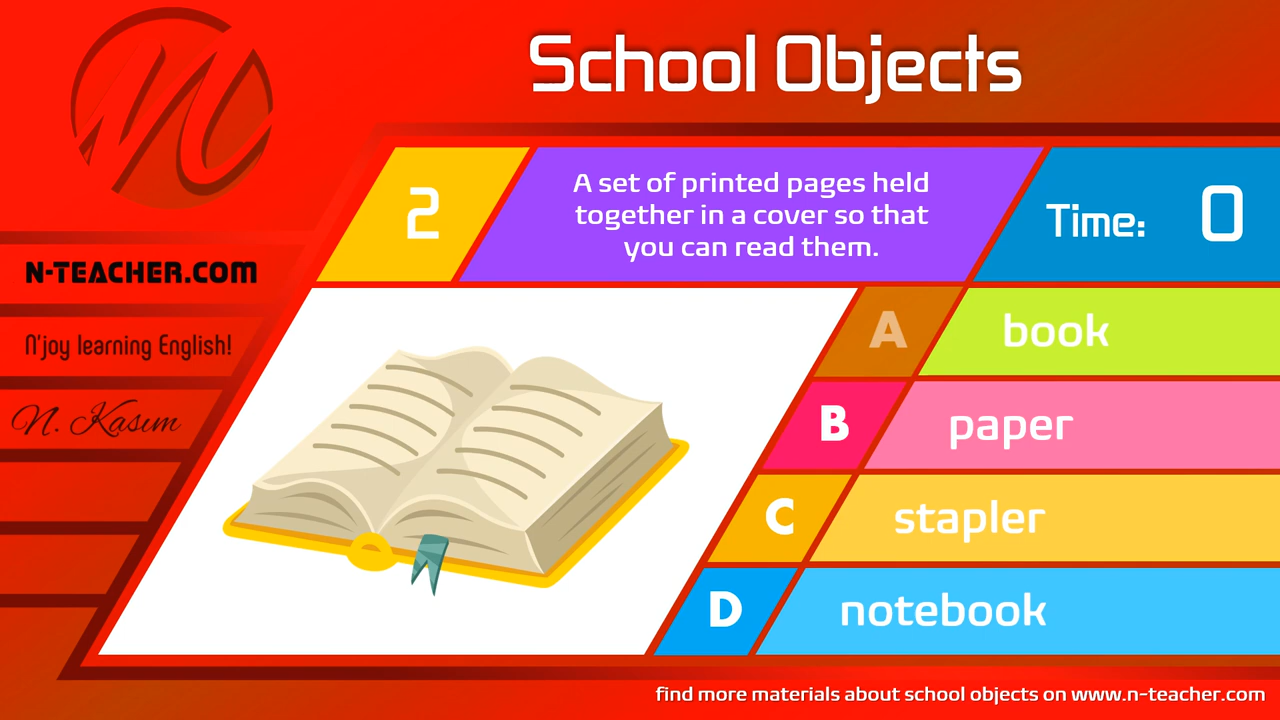 School Objects
2
A set of printed pages held
together in a cover so that
you can read them.
Time: 0
N-TEACHER.COM
N'joy learning English!
N. Kasım
A book
B paper
C stapler
D notebook
find more materials about school objects on www.n-teacher.com